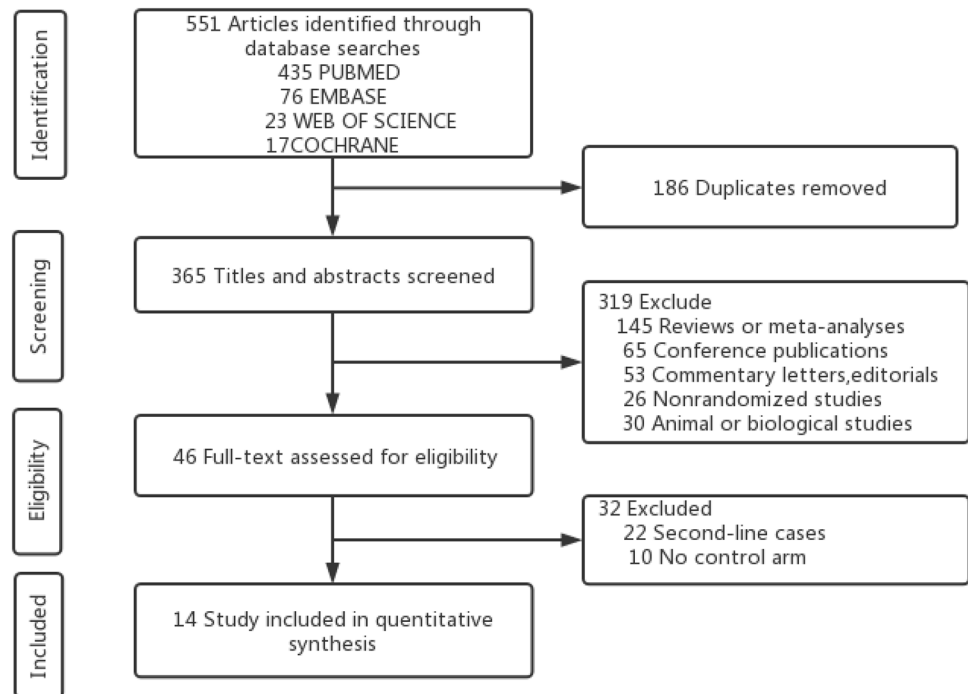 Identification
551 Articles identified through
database searches
435 PUBMED
76 EMBASE
23 WEB OF SCIENCE
17COCHRANE
186 Duplicates removed
Screening
365 Titles and abstracts screened
319 Exclude
145 Reviews or meta-analyses
65 Conference publications
53 Commentary letters,editorials
26 Nonrandomized studies
30 Animal or biological studies
Eligibility
46 Full-text assessed for eligibility
32 Excluded
22 Second-line cases
10 No control arm
Included
14 Study included in quantitative
synthesis